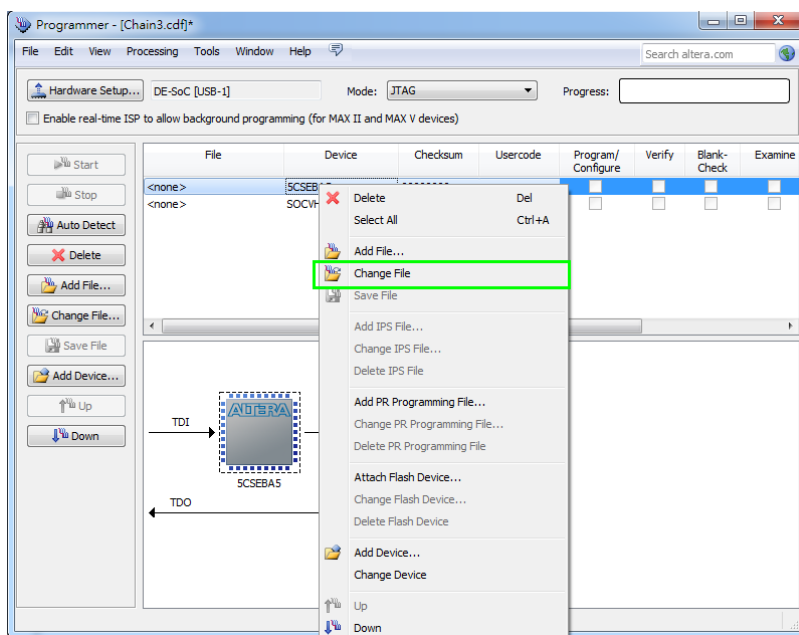 Programmer - [Chain3.cdf]*
File Edit View Processing Tools Window Help Search altera.com
Hardware Setup... DE-SoC [USB-1] Mode: JTAG Progress:
Enable real-time ISP to allow background programming (for MAX II and MAX V devices)
Start
Stop
Auto Detect
Delete
Add File...
Change File...
Save File
Add Device...
Up
Down
File Device Checksum Usercode Program/ Verify Blank- Examine
Configure Check
<none>
<none> SOCVH
Delete Del
Select All Ctrl+A
Add File...
Change File
Save File
Add IPS File...
Change IPS File...
Delete IPS File
Add PR Programming File...
Change PR Programming File...
Delete PR Programming File
Attach Flash Device...
Change Flash Device...
Delete Flash Device
Add Device...
Change Device
Up
Down
TDI
ALTERA
5CSEBA5
TDO